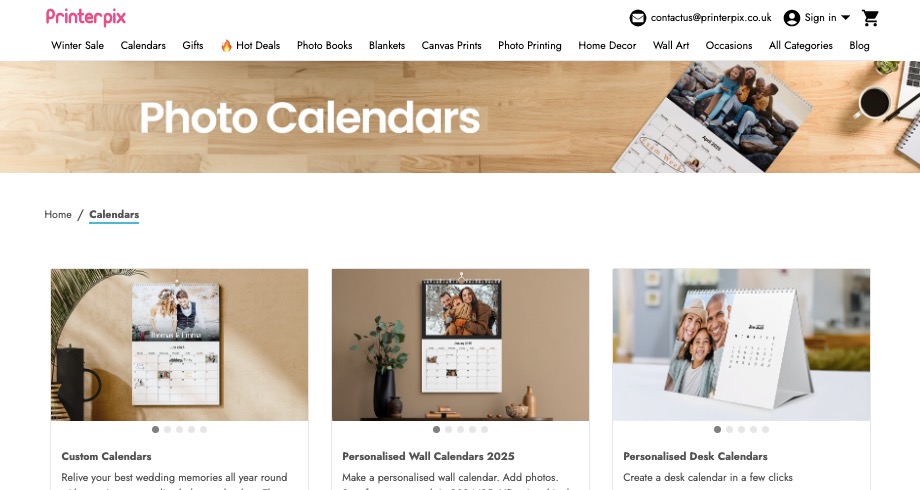 Printerpix
contactus@printerpix.co.uk Sign in
Winter Sale Calendars Gifts 🔥 Hot Deals Photo Books Blankets Canvas Prints Photo Printing Home Decor Wall Art Occasions All Categories Blog
Photo Calendars
April 2025
Home / Calendars
Thomas & Emma
Custom Calendars
Relive your best wedding memories all year round
Personalised Wall Calendars 2025
Make a personalised wall calendar. Add photos.
Personalised Desk Calendars
Create a desk calendar in a few clicks